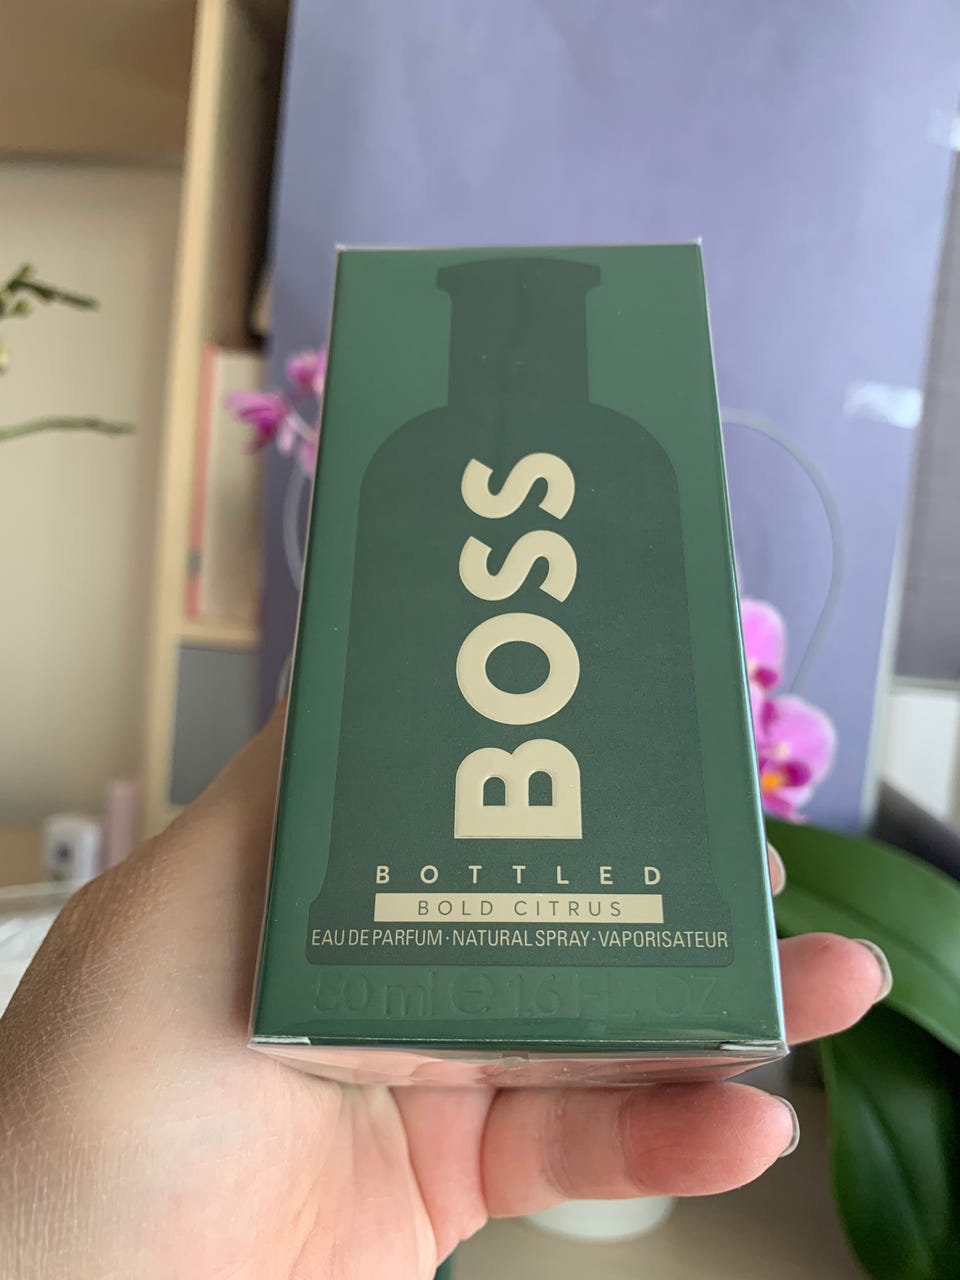 BOSS
BOTTLED
BOLD CITRUS
EAU DE PARFUM · NATURAL SPRAY · VAPORISATEUR
50 ml ℮ 1.6 FL. OZ